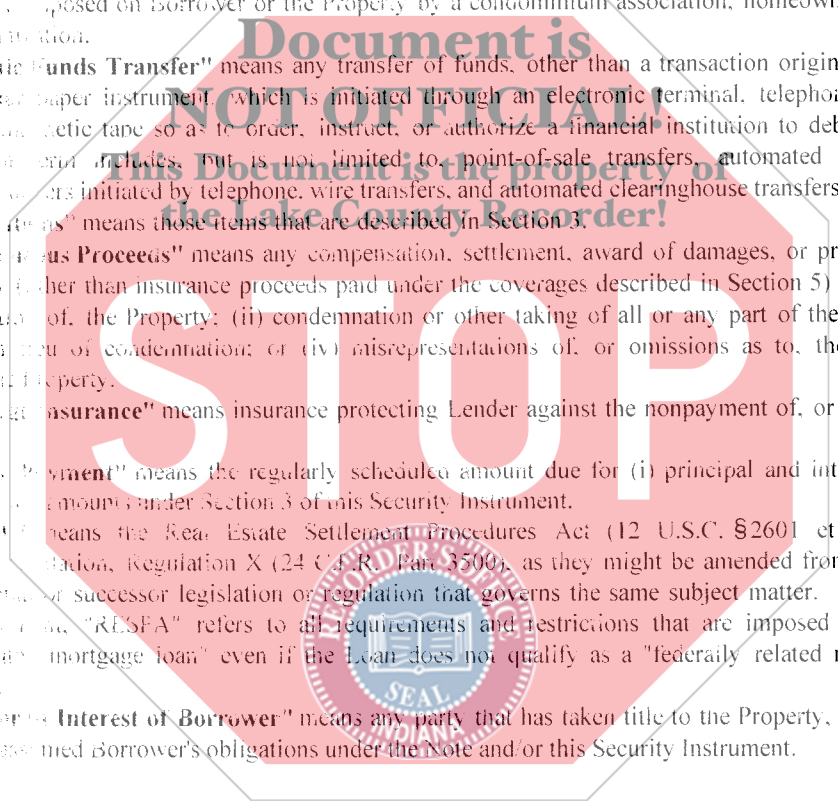 posed on Borrower or the Property by a condominium association, homeown
Document is
Funds Transfer" means any transfer of funds, other than a transaction origin
paper instrument, which is initiated through an electronic terminal, telepho
NOT OFFICIAL!
netic tape so as to order, instruct, or authorize a financial institution to deb
includes, but is not limited to, point-of-sale transfers, automated
This Document is the property of
initiated by telephone, wire transfers, and automated clearinghouse transfers
the Lake County Recorder!
means those items that are described in Section 3.
us Proceeds" means any compensation, settlement, award of damages, or pr
her than insurance proceeds paid under the coverages described in Section 5)
of, the Property; (ii) condemnation or other taking of all or any part of the
of condemnation; or (iv) misrepresentations of, or omissions as to, the
perty.
STOP
nsurance" means insurance protecting Lender against the nonpayment of, or
yment" means the regularly scheduled amount due for (i) principal and int
amounts under Section 3 of this Security Instrument.
means the Real Estate Settlement Procedures Act (12 U.S.C. §2601 et
Regulation X (24 C.F.R. Part 3500), as they might be amended from
or successor legislation or regulation that governs the same subject matter.
"RESPA" refers to all requirements and restrictions that are imposed
mortgage loan" even if the Loan does not qualify as a "federally related
RECORDER'S OFFICE
SEAL
INDIANA
Interest of Borrower" means any party that has taken title to the Property,
med Borrower's obligations under the Note and/or this Security Instrument.